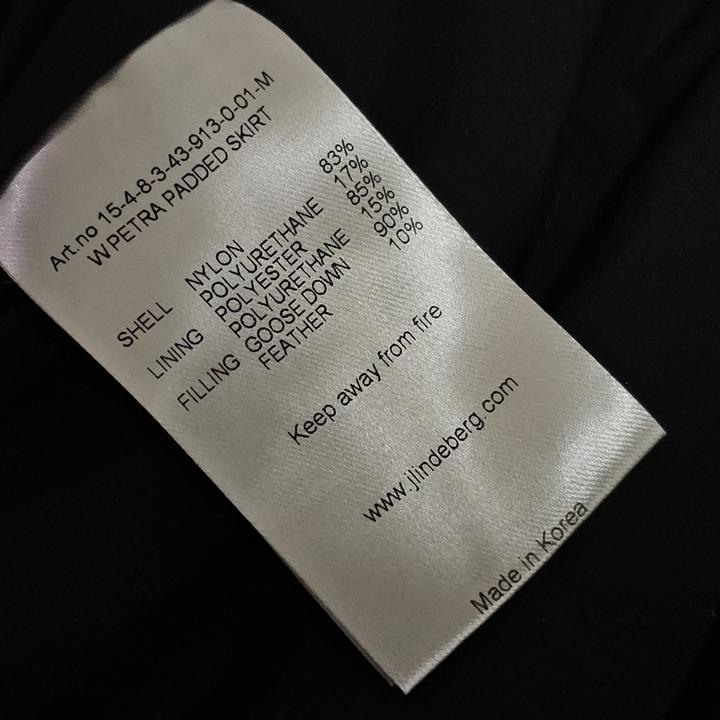 Art.no 15-4-8-3-43-913-0-01-M
W PETRA PADDED SKIRT
SHELL NYLON 83%
POLYURETHANE 17%
LINING POLYESTER 85%
POLYURETHANE 15%
FILLING GOOSE DOWN 90%
FEATHER 10%
Keep away from fire
www.jlindeberg.com
Made in Korea